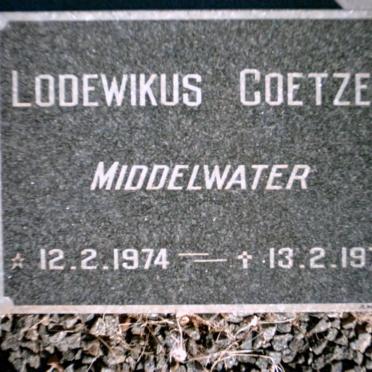 LODEWIKUS COETZE
MIDDELWATER
☆ 12.2.1974 — ✝ 13.2.197